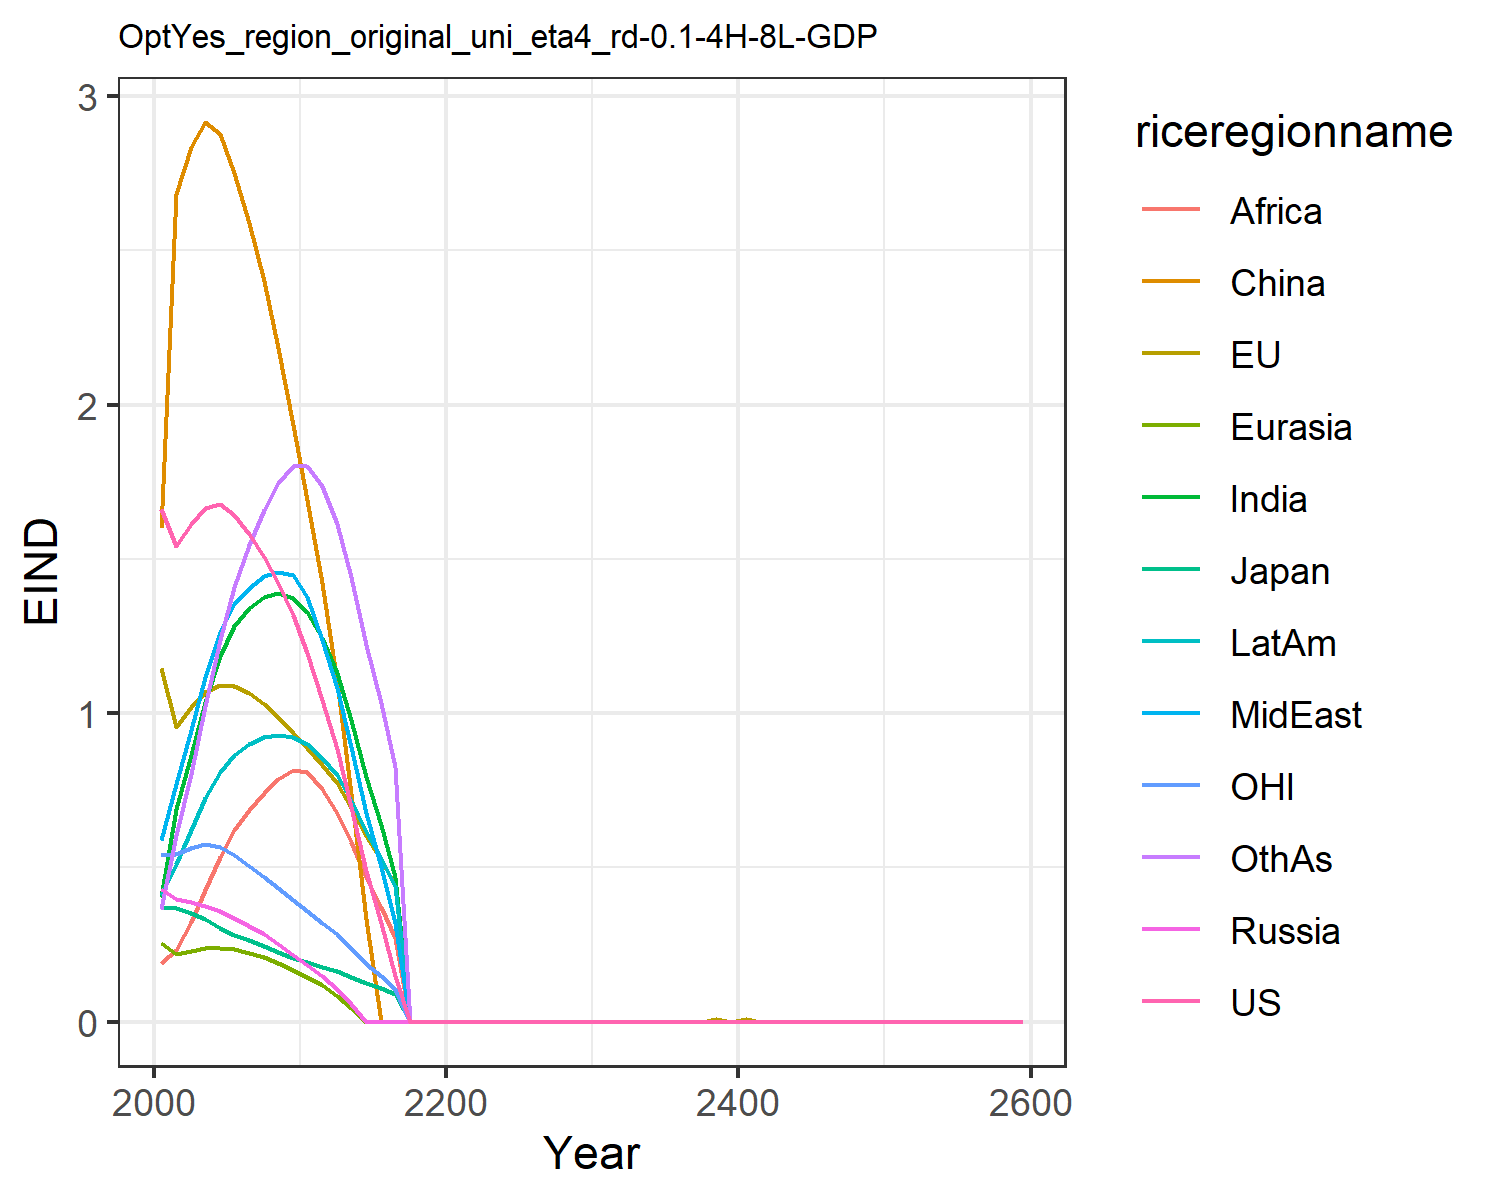 OptYes_region_original_uni_eta4_rd-0.1-4H-8L-GDP
3
2
1
0
EIND
2000
2200
2400
2600
Year
riceregionname
Africa
China
EU
Eurasia
India
Japan
LatAm
MidEast
OHI
OthAs
Russia
US